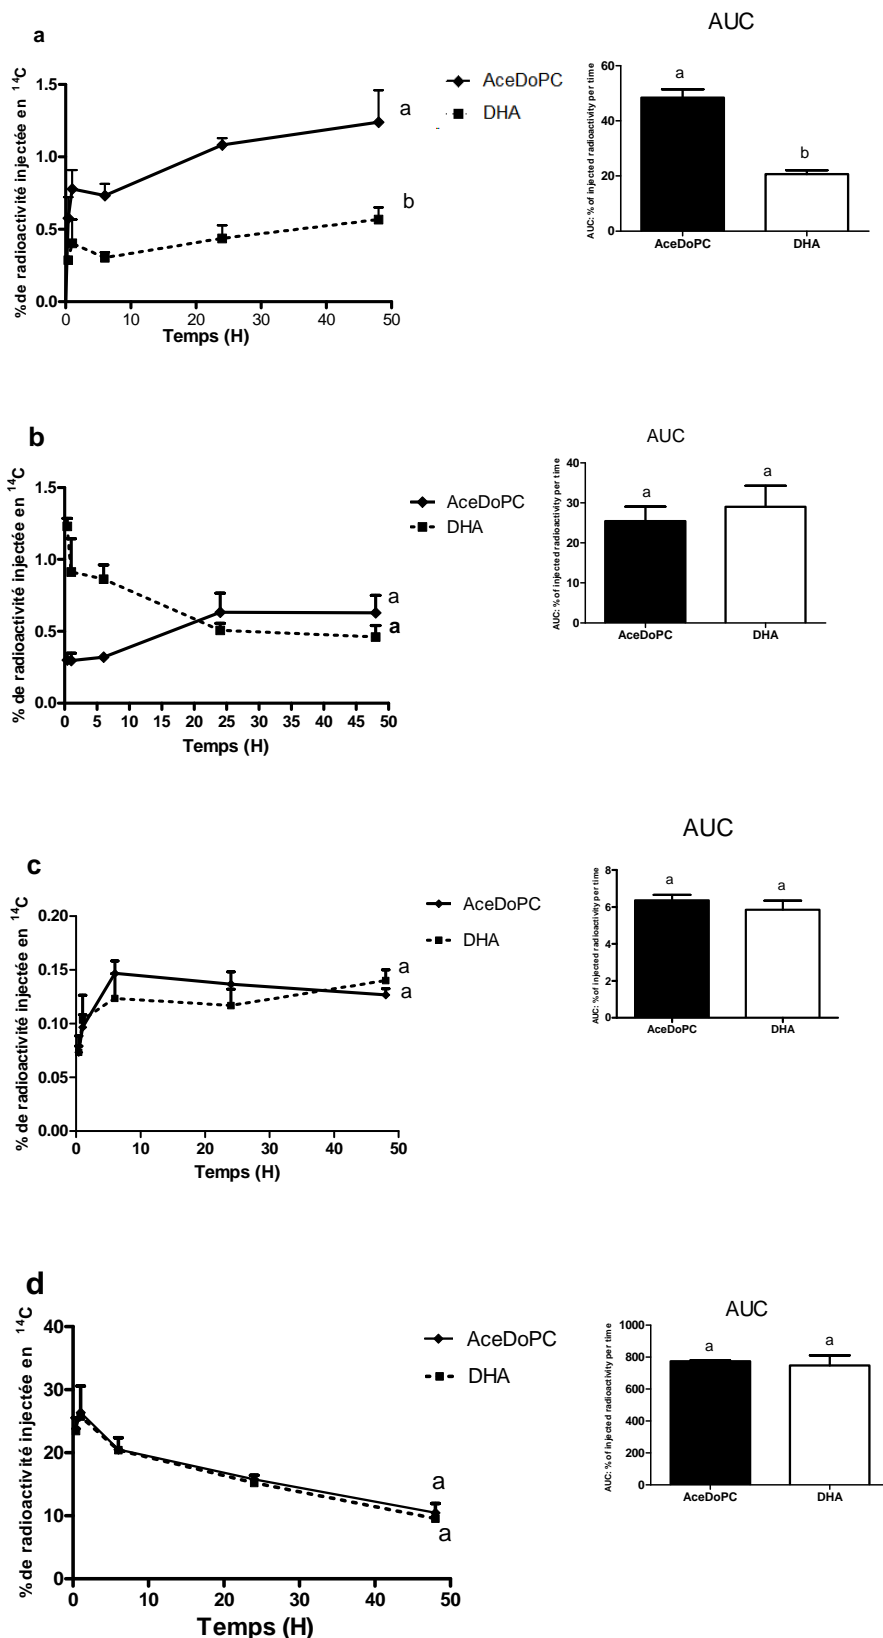 a
AUC
AceDoPC
DHA
% de radioactivité injectée en ¹⁴C
1.5
1.0
0.5
0.0
0 10 20 30 40 50
Temps (H)
a
b
AUC: % of injected radioactivity per time
60
40
20
0
a
b
AceDoPC DHA
b
AUC
AceDoPC
DHA
% de radioactivité injectée en ¹⁴C
1.5
1.0
0.5
0.0
0 5 10 15 20 25 30 35 40 45 50
Temps (H)
a
a
AUC: % of injected radioactivity per time
40
30
20
10
0
a
a
AceDoPC DHA
c
AUC
AceDoPC
DHA
% de radioactivité injectée en ¹⁴C
0.20
0.15
0.10
0.05
0.00
0 10 20 30 40 50
Temps (H)
a
a
AUC: % of injected radioactivity per time
8
6
4
2
0
a
a
AceDoPC DHA
d
AUC
AceDoPC
DHA
% de radioactivité injectée en ¹⁴C
40
30
20
10
0
0 10 20 30 40 50
Temps (H)
a
a
AUC: % of injected radioactivity per time
1000
800
600
400
200
0
a
a
AceDoPC DHA